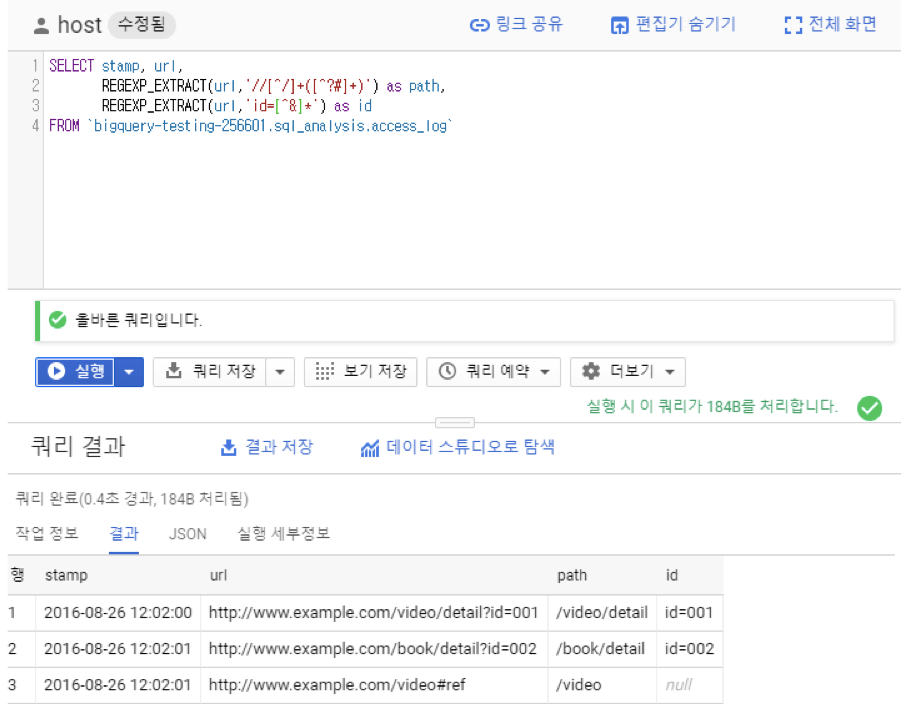 host 수정됨 링크 공유 편집기 숨기기 전체 화면
1 SELECT stamp, url,
2 REGEXP_EXTRACT(url,'//[^/]+([^?#]+)') as path,
3 REGEXP_EXTRACT(url,'id=[^&]*') as id
4 FROM `bigquery-testing-256601.sql_analysis.access_log`
올바른 쿼리입니다.
실행 쿼리 저장 보기 저장 쿼리 예약 더보기
실행 시 이 쿼리가 184B를 처리합니다.
쿼리 결과 결과 저장 데이터 스튜디오로 탐색
쿼리 완료(0.4초 경과, 184B 처리됨)
작업 정보 결과 JSON 실행 세부정보
행 stamp url path id
1 2016-08-26 12:02:00 http://www.example.com/video/detail?id=001 /video/detail id=001
2 2016-08-26 12:02:01 http://www.example.com/book/detail?id=002 /book/detail id=002
3 2016-08-26 12:02:01 http://www.example.com/video#ref /video null